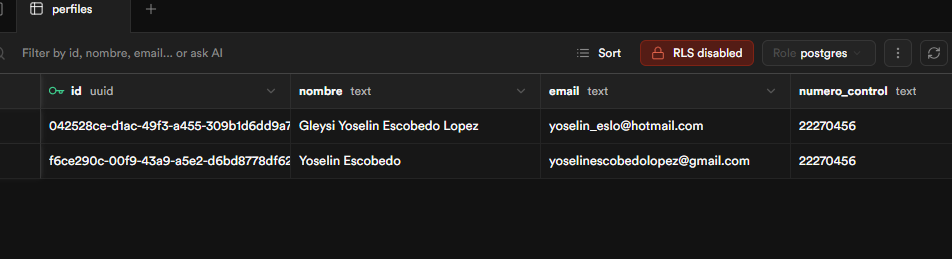 perfiles
Filter by id, nombre, email... or ask AI Sort RLS disabled Role postgres
id uuid nombre text email text numero_control text
042528ce-d1ac-49f3-a455-309b1d6dd9a7 Gleysi Yoselin Escobedo Lopez yoselin_eslo@hotmail.com 22270456
f6ce290c-00f9-43a9-a5e2-d6bd8778df62 Yoselin Escobedo yoselinescobedolopez@gmail.com 22270456